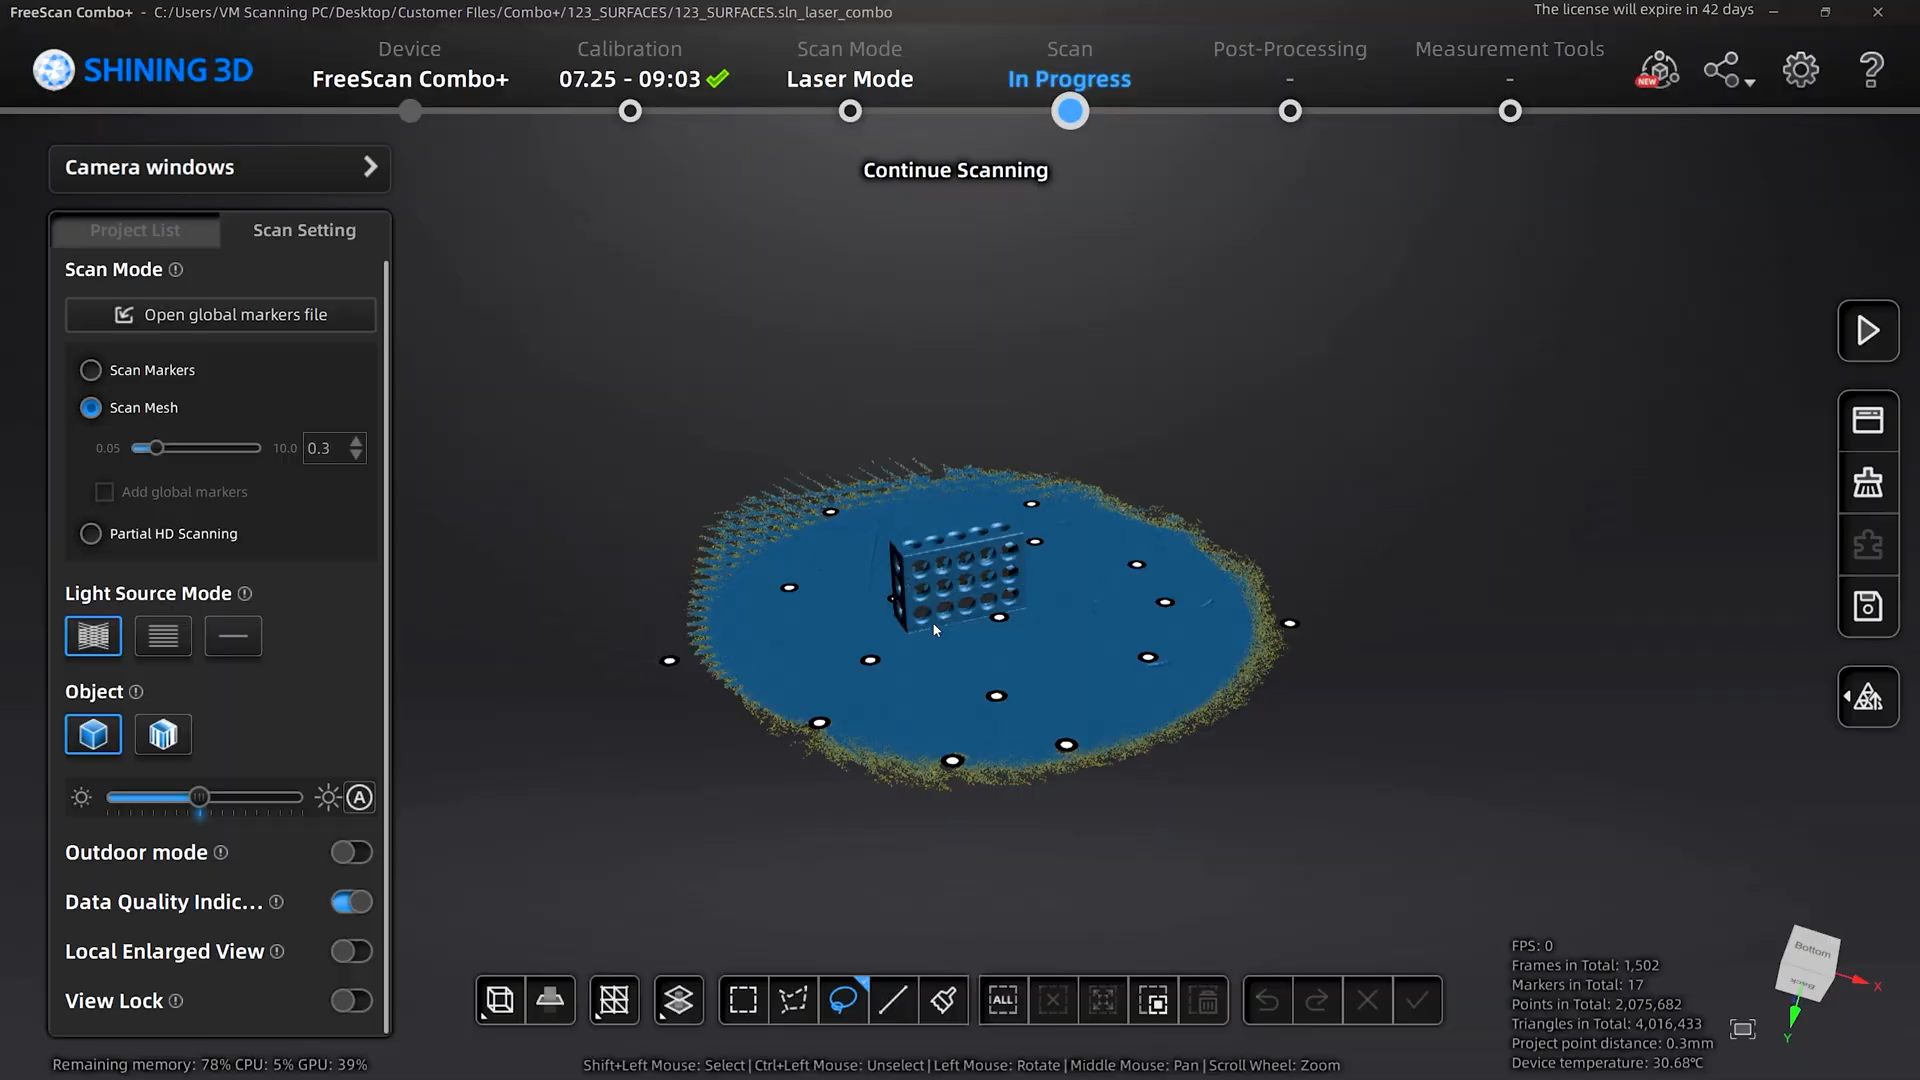 FreeScan Combo+ - C:/Users/VM Scanning PC/Desktop/Customer FIles/Combo+/123_SURFACES/123_SURFACES.sln_laser_combo
The license will expire in 42 days
SHINING 3D
Device
FreeScan Combo+
Calibration
07.25 - 09:03
Scan Mode
Laser Mode
Scan
In Progress
Post-Processing
-
Measurement Tools
-
NEW
Camera windows
Continue Scanning
Project List
Scan Setting
Scan Mode
Open global markers file
Scan Markers
Scan Mesh
0.05
10.0
0.3
Add global markers
Partial HD Scanning
Light Source Mode
Object
A
Outdoor mode
Data Quality Indic...
Local Enlarged View
View Lock
ALL
FPS: 0
Frames in Total: 1,502
Markers in Total: 17
Points in Total: 2,075,682
Triangles in Total: 4,016,433
Project point distance: 0.3mm
Device temperature: 30.68℃
Bottom
Back
X
Y
Remaining memory: 78% CPU: 5% GPU: 39%
Shift+Left Mouse: Select | Ctrl+Left Mouse: Unselect | Left Mouse: Rotate | Middle Mouse: Pan | Scroll Wheel: Zoom